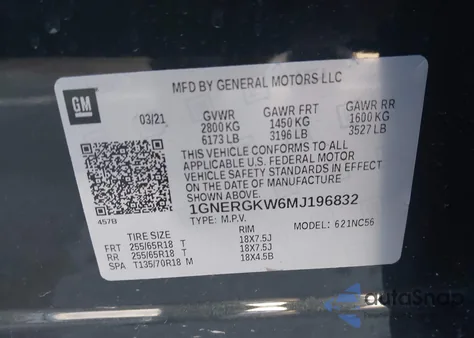 MFD BY GENERAL MOTORS LLC
GM
03/21 GVWR GAWR FRT GAWR RR
2800 KG 1450 KG 1600 KG
6173 LB 3196 LB 3527 LB
THIS VEHICLE CONFORMS TO ALL
APPLICABLE U.S. FEDERAL MOTOR
VEHICLE SAFETY STANDARDS IN EFFECT
ON THE DATE OF MANUFACTURE SHOWN ABOVE.
1GNERGKW6MJ196832
457B TYPE: M.P.V. MODEL: 621NC56
TIRE SIZE RIM
FRT 255/65R18 T 18X7.5J
RR 255/65R18 T 18X7.5J
SPA T135/70R18 M 18X4.5B
autoSnap